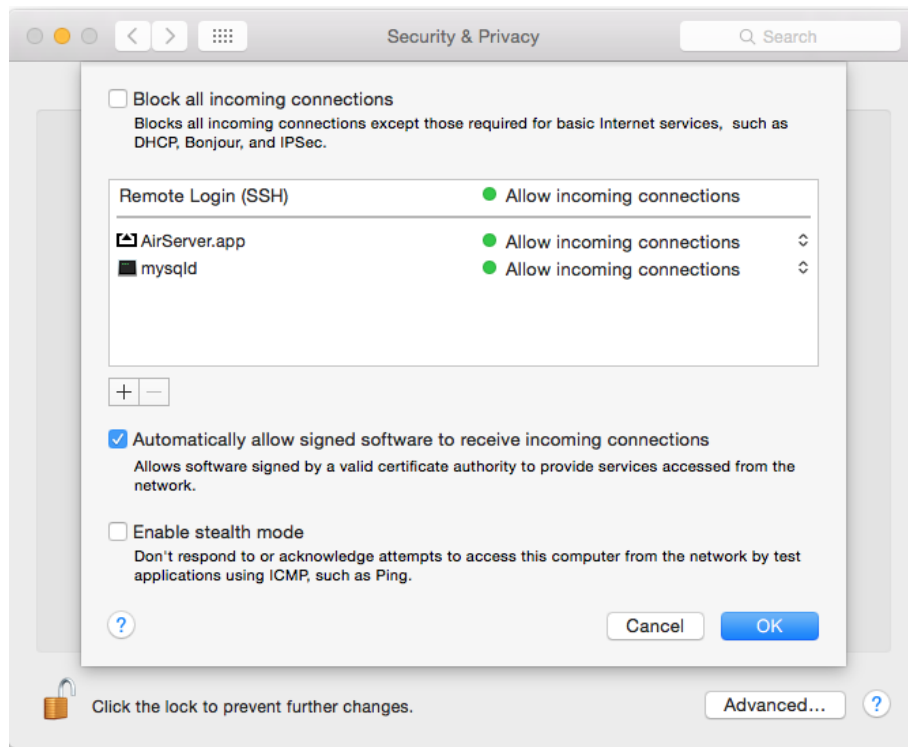 Security & Privacy
Search
Block all incoming connections
Blocks all incoming connections except those required for basic Internet services, such as
DHCP, Bonjour, and IPSec.
Remote Login (SSH) Allow incoming connections
AirServer.app Allow incoming connections
mysqld Allow incoming connections
+ −
Automatically allow signed software to receive incoming connections
Allows software signed by a valid certificate authority to provide services accessed from the
network.
Enable stealth mode
Don't respond to or acknowledge attempts to access this computer from the network by test
applications using ICMP, such as Ping.
? Cancel OK
Click the lock to prevent further changes. Advanced... ?